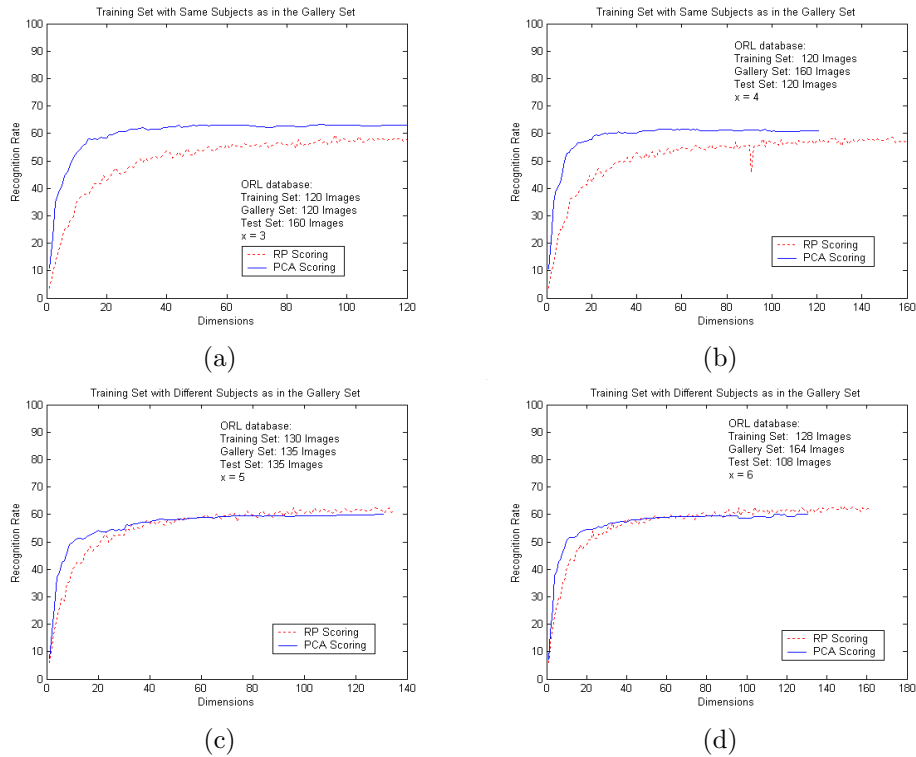 Training Set with Same Subjects as in the Gallery Set
100
90
80
70
60
50
40
30
20
10
0
Recognition Rate
ORL database:
Training Set: 120 Images
Gallery Set: 120 Images
Test Set: 160 Images
x = 3
RP Scoring
PCA Scoring
0 20 40 60 80 100 120
Dimensions
(a)
Training Set with Same Subjects as in the Gallery Set
100
90
80
70
60
50
40
30
20
10
0
Recognition Rate
ORL database:
Training Set: 120 Images
Gallery Set: 160 Images
Test Set: 120 Images
x = 4
RP Scoring
PCA Scoring
0 20 40 60 80 100 120 140 160
Dimensions
(b)
Training Set with Different Subjects as in the Gallery Set
100
90
80
70
60
50
40
30
20
10
0
Recognition Rate
ORL database:
Training Set: 130 Images
Gallery Set: 135 Images
Test Set: 135 Images
x = 5
RP Scoring
PCA Scoring
0 20 40 60 80 100 120 140
Dimensions
(c)
Training Set with Different Subjects as in the Gallery Set
100
90
80
70
60
50
40
30
20
10
0
Recognition Rate
ORL database:
Training Set: 128 Images
Gallery Set: 164 Images
Test Set: 108 Images
x = 6
RP Scoring
PCA Scoring
0 20 40 60 80 100 120 140 160 180
Dimensions
(d)